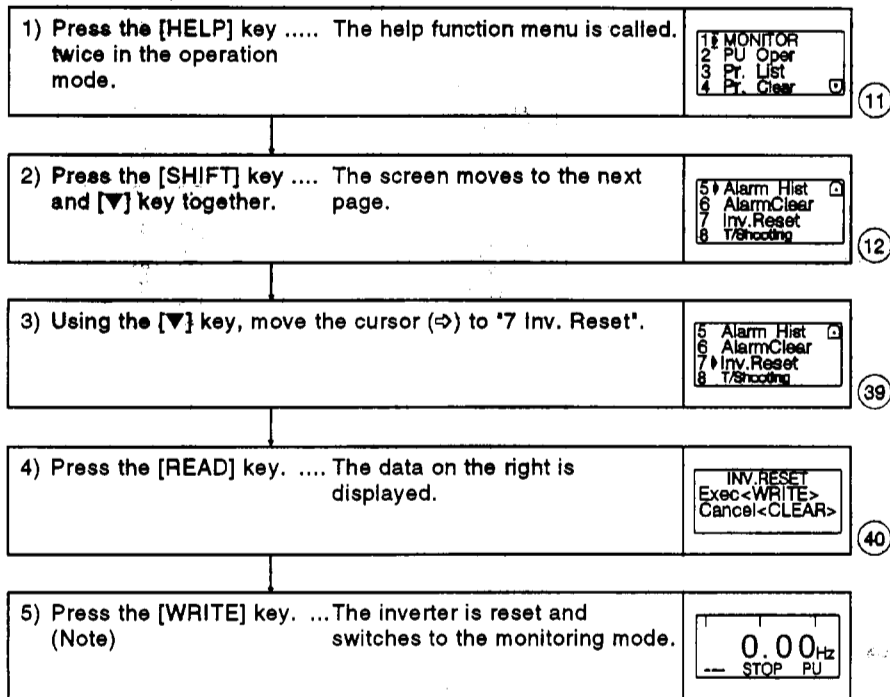 1) Press the [HELP] key ..... The help function menu is called.
twice in the operation
mode.
1 MONITOR
2 PU Oper
3 Pr. List
4 Pr. Clear
11
2) Press the [SHIFT] key .... The screen moves to the next
and [▼] key together. page.
5 Alarm Hist
6 AlarmClear
7 Inv.Reset
8 T/Shooting
12
3) Using the [▼] key, move the cursor (⇨) to "7 Inv. Reset".
5 Alarm Hist
6 AlarmClear
7 Inv.Reset
8 T/Shooting
39
4) Press the [READ] key. .... The data on the right is
displayed.
INV.RESET
Exec<WRITE>
Cancel<CLEAR>
40
5) Press the [WRITE] key. ... The inverter is reset and
(Note) switches to the monitoring mode.
0.00Hz
--- STOP PU